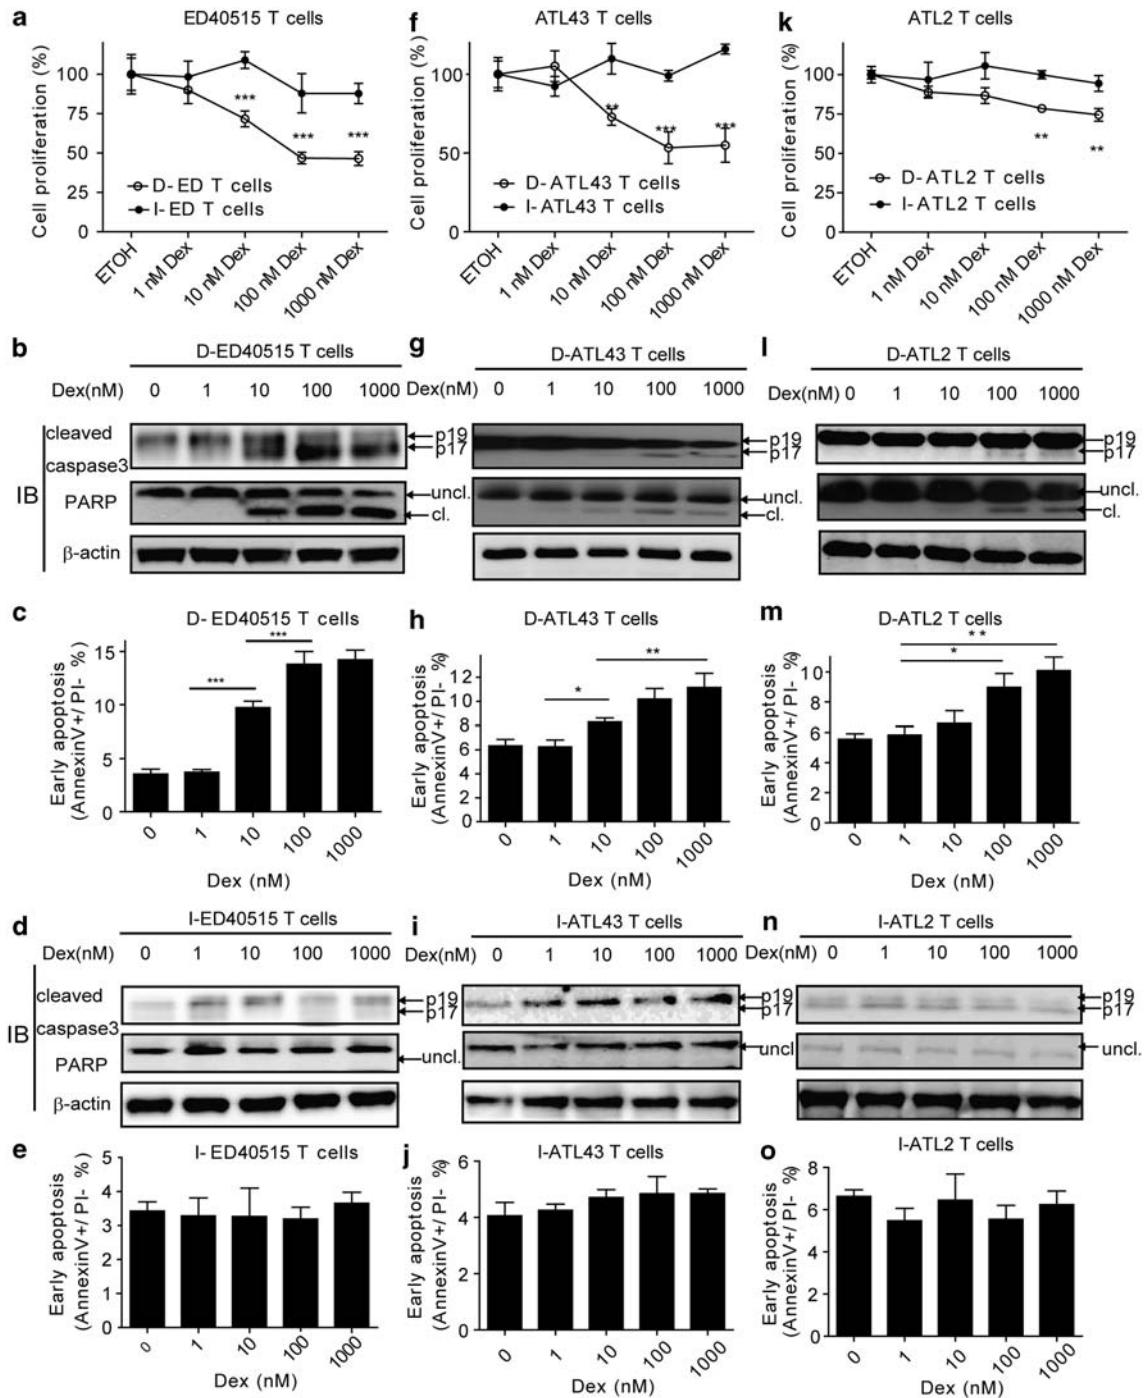 a
ED40515 T cells
Cell proliferation (%)
100
75
50
25
0
***
***
***
D-ED T cells
I-ED T cells
ETOH
1 nM Dex
10 nM Dex
100 nM Dex
1000 nM Dex
f
ATL43 T cells
Cell proliferation (%)
100
50
0
**
***
***
D-ATL43 T cells
I-ATL43 T cells
ETOH
1 nM Dex
10 nM Dex
100 nM Dex
1000 nM Dex
k
ATL2 T cells
Cell proliferation (%)
100
75
50
25
0
**
**
D-ATL2 T cells
I-ATL2 T cells
ETOH
1 nM Dex
10 nM Dex
100 nM Dex
1000 nM Dex
b
D-ED40515 T cells
Dex(nM) 0 1 10 100 1000
IB
cleaved
caspase3
p19
p17
PARP
uncl.
cl.
β-actin
g
D-ATL43 T cells
Dex(nM) 0 1 10 100 1000
p19
p17
uncl.
cl.
l
D-ATL2 T cells
Dex(nM) 0 1 10 100 1000
p19
p17
uncl.
cl.
c
D- ED40515 T cells
Early apoptosis
(AnnexinV+/ PI- %)
15
10
5
0
***
***
0 1 10 100 1000
Dex (nM)
h
D-ATL43 T cells
Early apoptosis
(AnnexinV+/ PI- %)
12
10
8
6
4
2
0
*
**
0 1 10 100 1000
Dex (nM)
m
D-ATL2 T cells
Early apoptosis
(AnnexinV+/ PI- %)
10
8
6
4
2
0
* *
*
0 1 10 100 1000
Dex (nM)
d
I-ED40515 T cells
Dex(nM) 0 1 10 100 1000
IB
cleaved
caspase3
p19
p17
PARP
uncl.
β-actin
i
I-ATL43 T cells
Dex(nM) 0 1 10 100 1000
p19
p17
uncl
n
I-ATL2 T cells
Dex(nM) 0 1 10 100 1000
p19
p17
uncl.
e
I- ED40515 T cells
Early apoptosis
(AnnexinV+/ PI- %)
5
4
3
2
1
0
0 1 10 100 1000
Dex (nM)
j
I-ATL43 T cells
Early apoptosis
(AnnexinV+/ PI- %)
6
4
2
0
0 1 10 100 1000
Dex (nM)
o
I-ATL2 T cells
Early apoptosis
(AnnexinV+/ PI- %)
8
6
4
2
0
0 1 10 100 1000
Dex (nM)